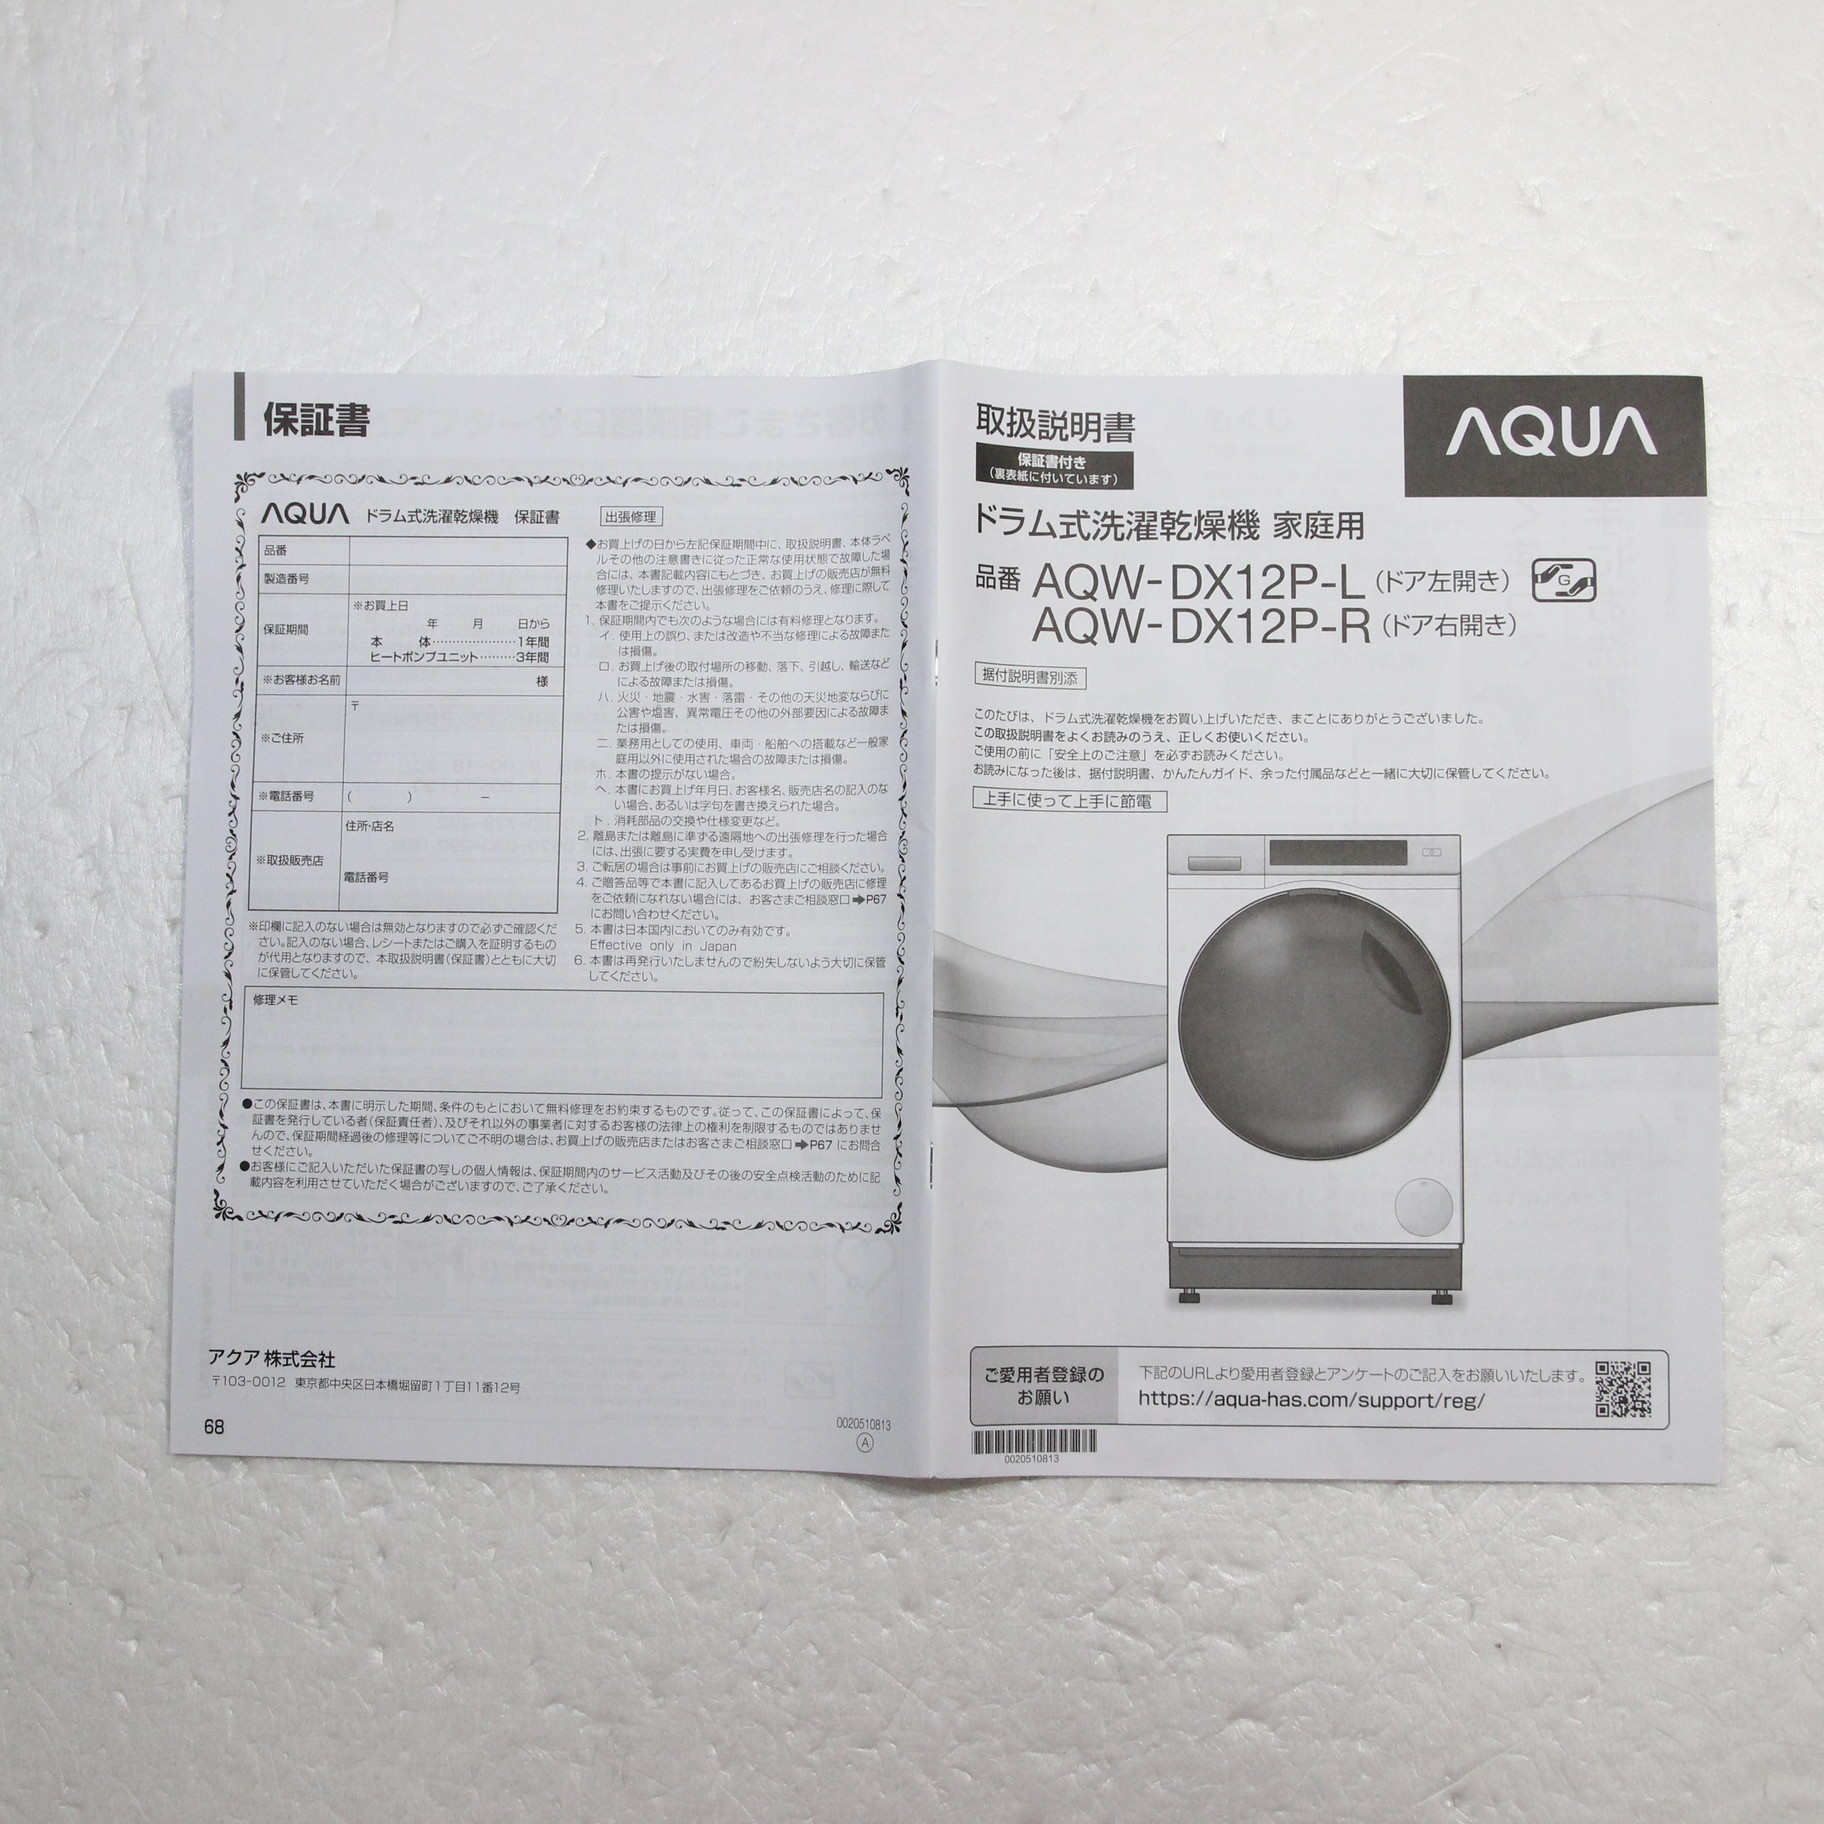 保証書
AQUA ドラム式洗濯乾燥機 保証書
品番
製造番号
保証期間
※お買上日
年 月 日から
本 体…………………1年間
ヒートポンプユニット………3年間
※お客様お名前
様
※ご住所
〒
※電話番号
( ) −
※取扱販売店
住所・店名
電話番号
※印欄に記入のない場合は無効となりますので必ずご確認くだ
さい。記入のない場合、レシートまたはご購入を証明するもの
が代用となりますので、本取扱説明書(保証書)とともに大切
に保管してください。
出張修理
◆お買上げの日から左記保証期間中に、取扱説明書、本体ラベ
ルその他の注意書きに従った正常な使用状態で故障した場
合には、本書記載内容にもとづき、お買上げの販売店が無料
修理いたしますので、出張修理をご依頼のうえ、修理に際して
本書をご提示ください。
1. 保証期間内でも次のような場合には有料修理となります。
イ. 使用上の誤り、または改造や不当な修理による故障また
は損傷。
ロ. お買上げ後の取付場所の移動、落下、引越し、輸送など
による故障または損傷。
ハ. 火災・地震・水害・落雷・その他の天災地変ならびに
公害や塩害、異常電圧その他の外部要因による故障ま
たは損傷。
ニ. 業務用としての使用、車両・船舶への搭載など一般家
庭用以外に使用された場合の故障または損傷。
ホ. 本書の提示がない場合。
ヘ. 本書にお買上げ年月日、お客様名、販売店名の記入のな
い場合、あるいは字句を書き換えられた場合。
ト. 消耗部品の交換や仕様変更など。
2. 離島または離島に準ずる遠隔地への出張修理を行った場合
には、出張に要する実費を申し受けます。
3. ご転居の場合は事前にお買上げの販売店にご相談ください。
4. ご贈答品等で本書に記入してあるお買上げの販売店に修理
をご依頼になれない場合には、お客さまご相談窓口➡P67
にお問い合わせください。
5. 本書は日本国内においてのみ有効です。
Effective only in Japan
6. 本書は再発行いたしませんので紛失しないよう大切に保管
してください。
修理メモ
●この保証書は、本書に明示した期間、条件のもとにおいて無料修理をお約束するものです。従って、この保証書によって、保
証書を発行している者(保証責任者)、及びそれ以外の事業者に対するお客様の法律上の権利を制限するものではありませ
んので、保証期間経過後の修理等についてご不明の場合は、お買上げの販売店またはお客さまご相談窓口➡P67 にお問合
せください。
●お客様にご記入いただいた保証書の写しの個人情報は、保証期間内のサービス活動及びその後の安全点検活動のために記
載内容を利用させていただく場合がございますので、ご了承ください。
アクア 株式会社
〒103-0012 東京都中央区日本橋堀留町1丁目11番12号
68
0020510813
A
取扱説明書
保証書付き
(裏表紙に付いています)
AQUA
ドラム式洗濯乾燥機 家庭用
品番 AQW-DX12P-L (ドア左開き)
AQW-DX12P-R (ドア右開き)
G
据付説明書別添
このたびは、ドラム式洗濯乾燥機をお買い上げいただき、まことにありがとうございました。
この取扱説明書をよくお読みのうえ、正しくお使いください。
ご使用の前に「安全上のご注意」を必ずお読みください。
お読みになった後は、据付説明書、かんたんガイド、余った付属品などと一緒に大切に保管してください。
上手に使って上手に節電
ご愛用者登録の
お願い
下記のURLより愛用者登録とアンケートのご記入をお願いいたします。
https://aqua-has.com/support/reg/
0020510813